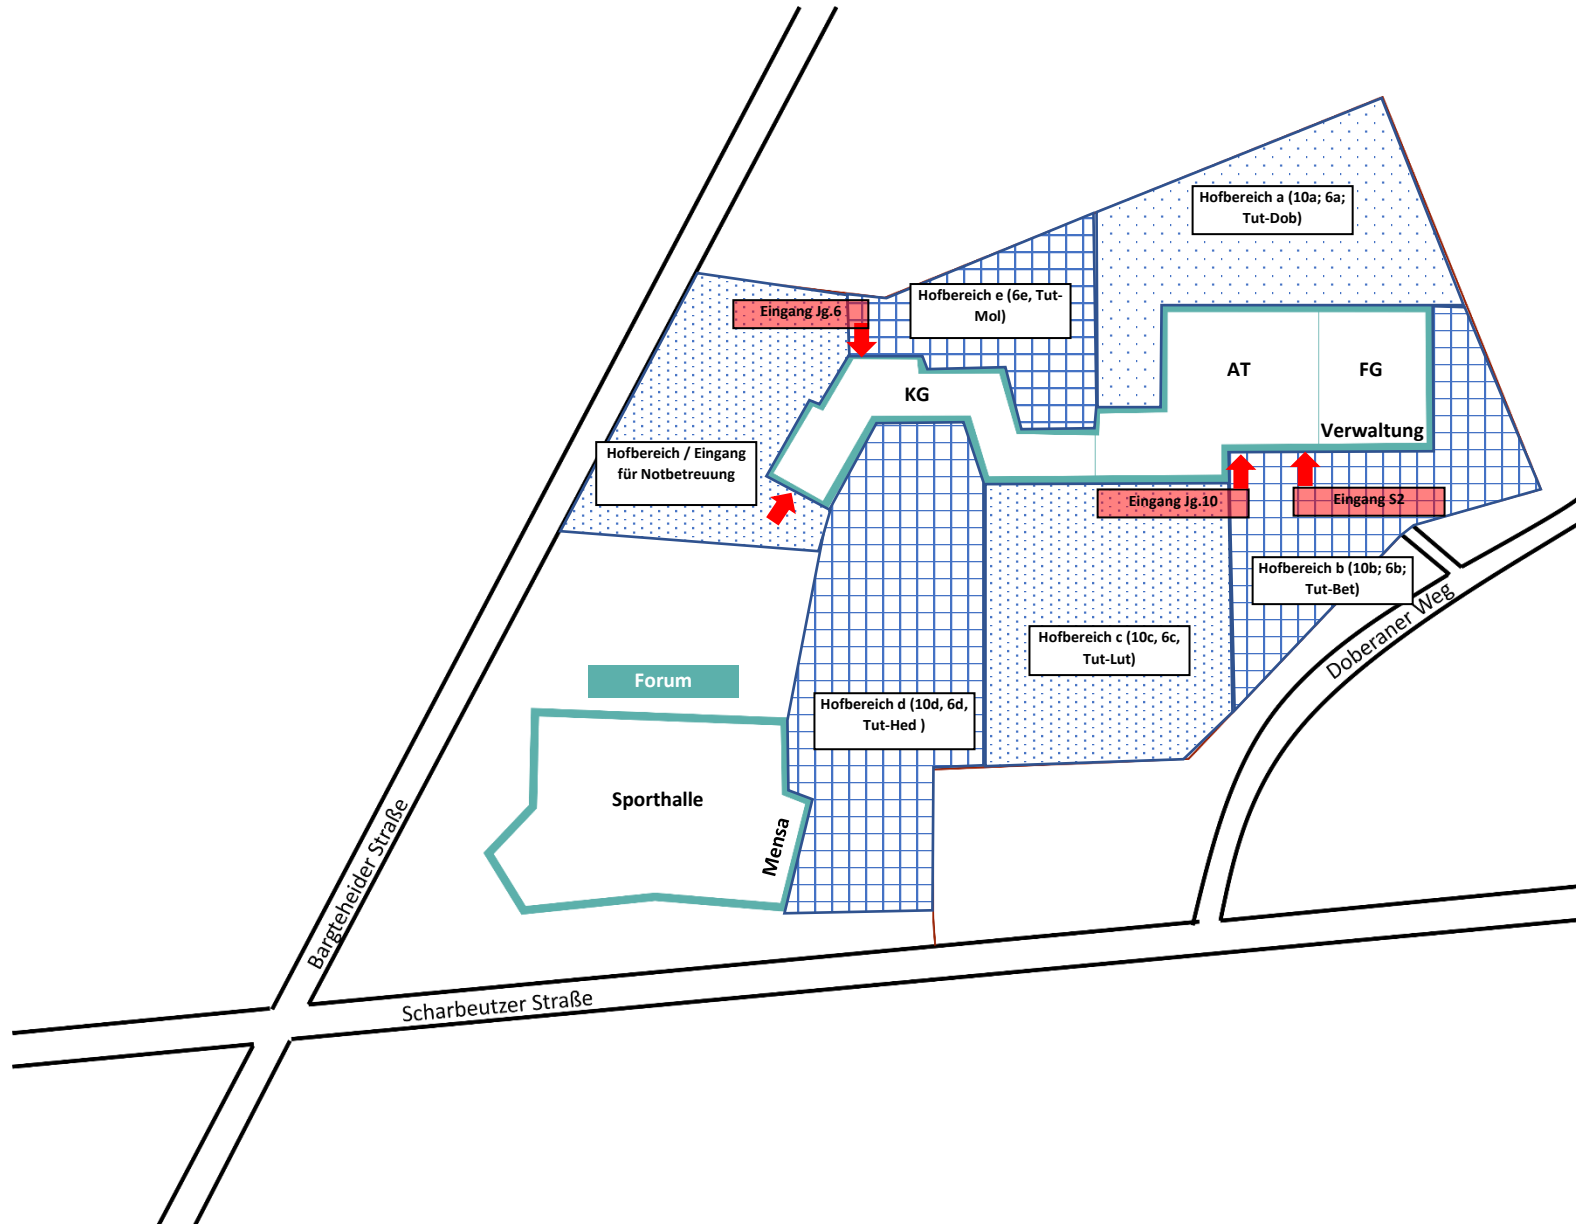 Hofbereich a (10a; 6a;
Tut-Dob)
Hofbereich e (6e, Tut-
Mol)
Eingang Jg.6
AT
FG
KG
Verwaltung
Hofbereich / Eingang
für Notbetreuung
Eingang Jg.10
Eingang S2
Hofbereich b (10b; 6b;
Tut-Bet)
Hofbereich c (10c, 6c,
Tut-Lut)
Doberaner Weg
Forum
Hofbereich d (10d, 6d,
Tut-Hed )
Sporthalle
Mensa
Bargteheider Straße
Scharbeutzer Straße